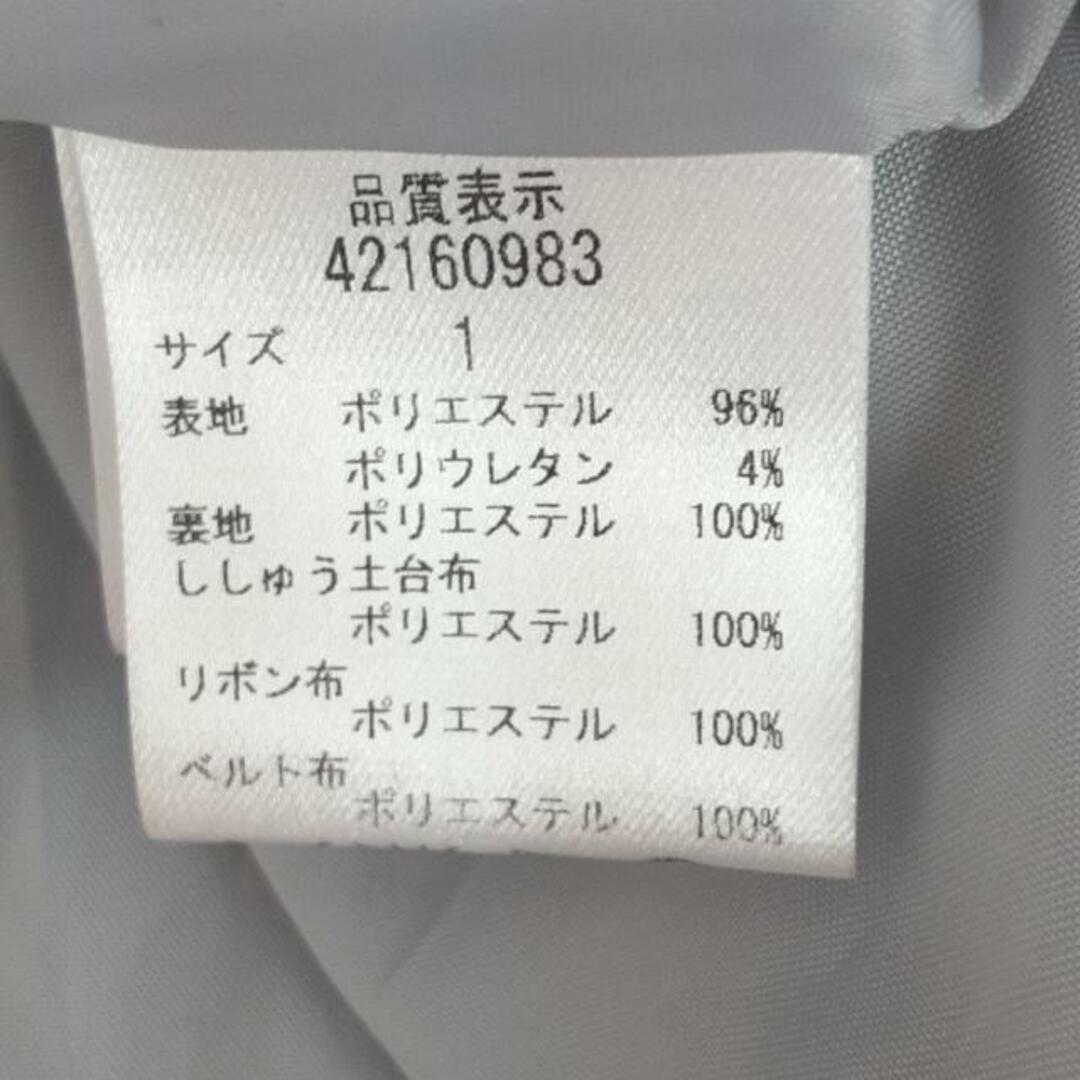 品質表示
42160983
サイズ 1
表地 ポリエステル 96%
ポリウレタン 4%
裏地 ポリエステル 100%
ししゅう土台布
ポリエステル 100%
リボン布
ポリエステル 100%
ベルト布
ポリエステル 100%